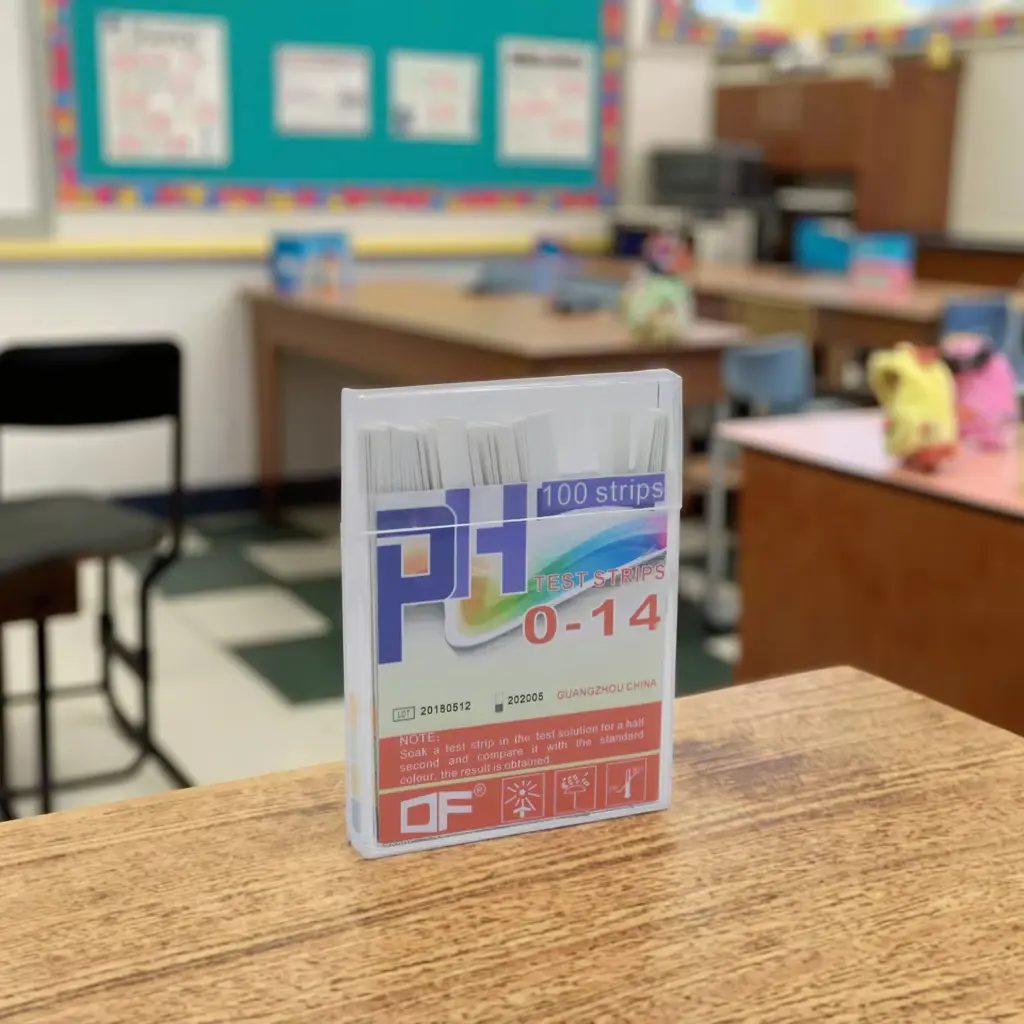 100 strips
pH
TEST STRIPS
0-14
LOT 20180512 202005 GUANGZHOU CHINA
NOTE:
Soak a test strip in the test solution for a half
second and compare it with the standard
colour, the result is obtained
DF®